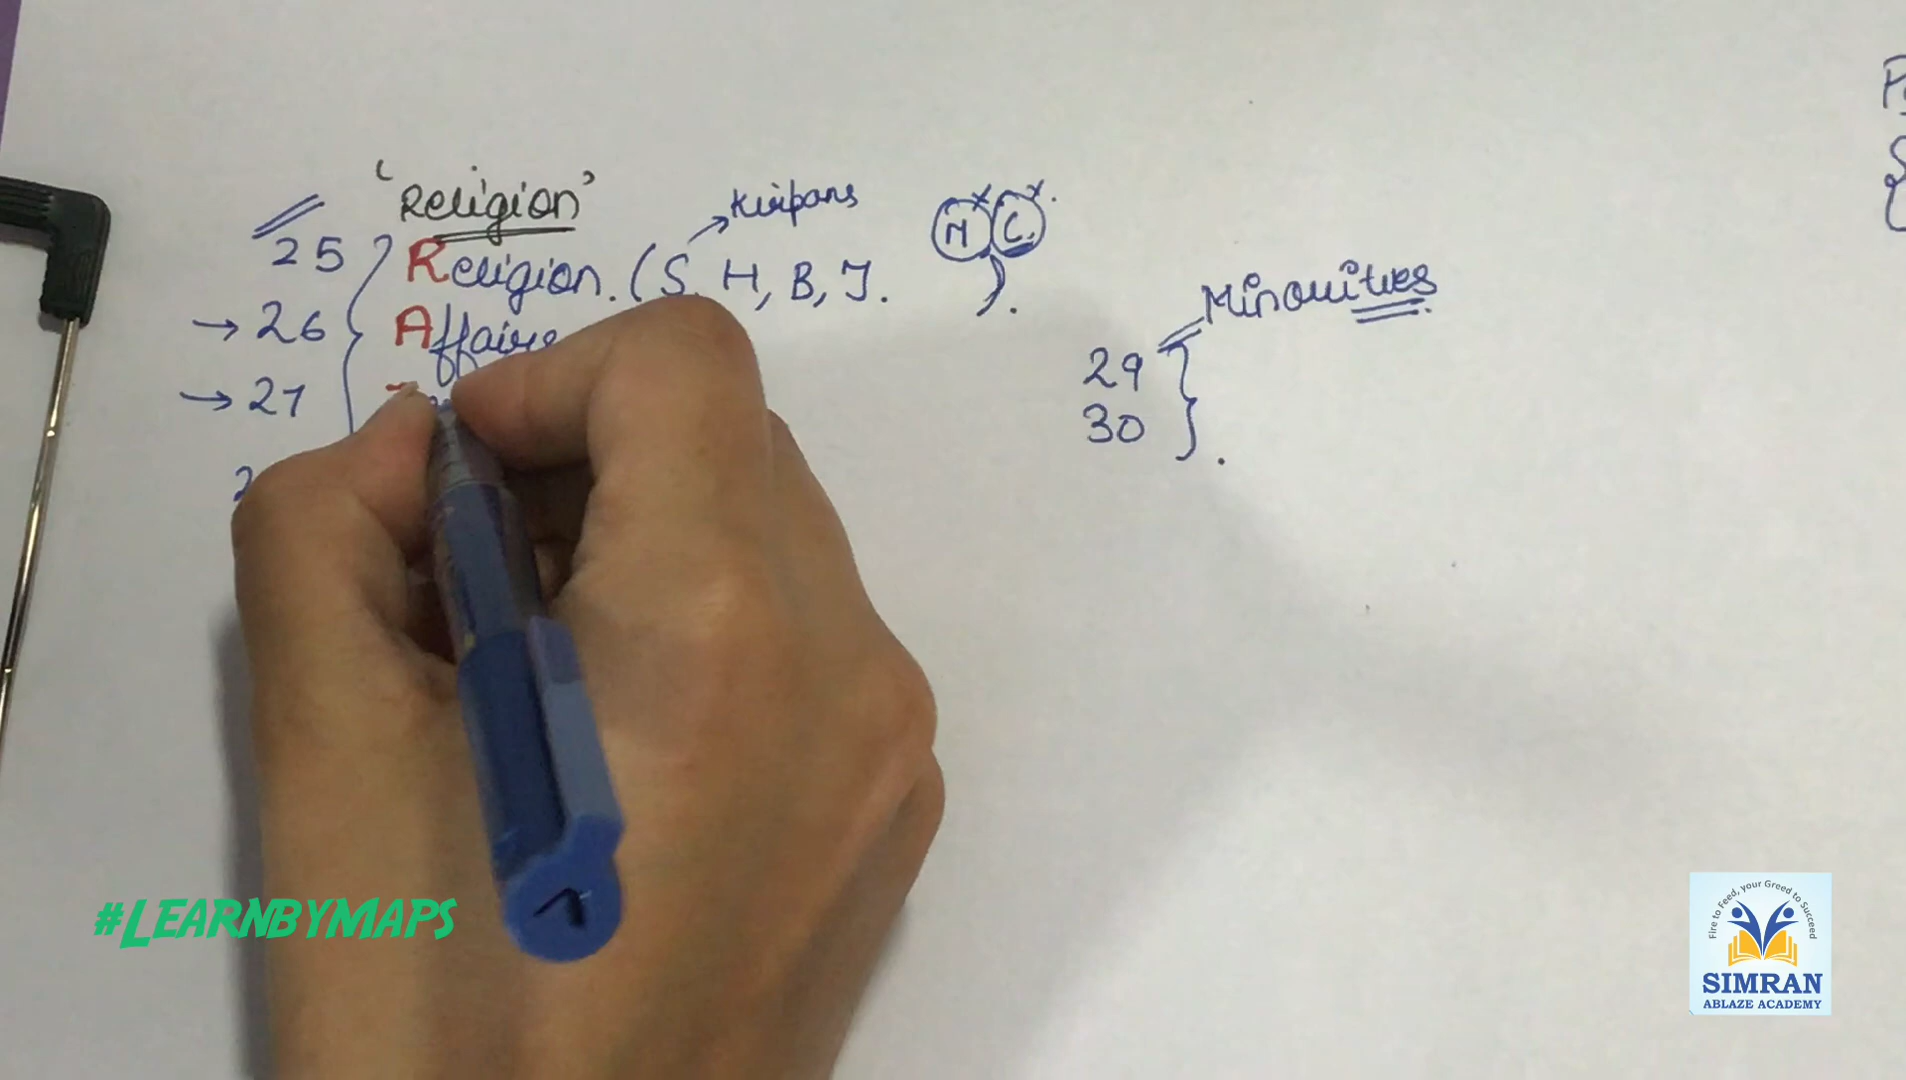 ‘Religion’
Kirpans
25 Religion. (S, H, B, J. N C ).
→ 26 Affairs
→ 27
2
Minorities
29
30
#LEARNBYMAPS
Fire to Feed, your Greed to Succeed
SIMRAN
ABLAZE ACADEMY